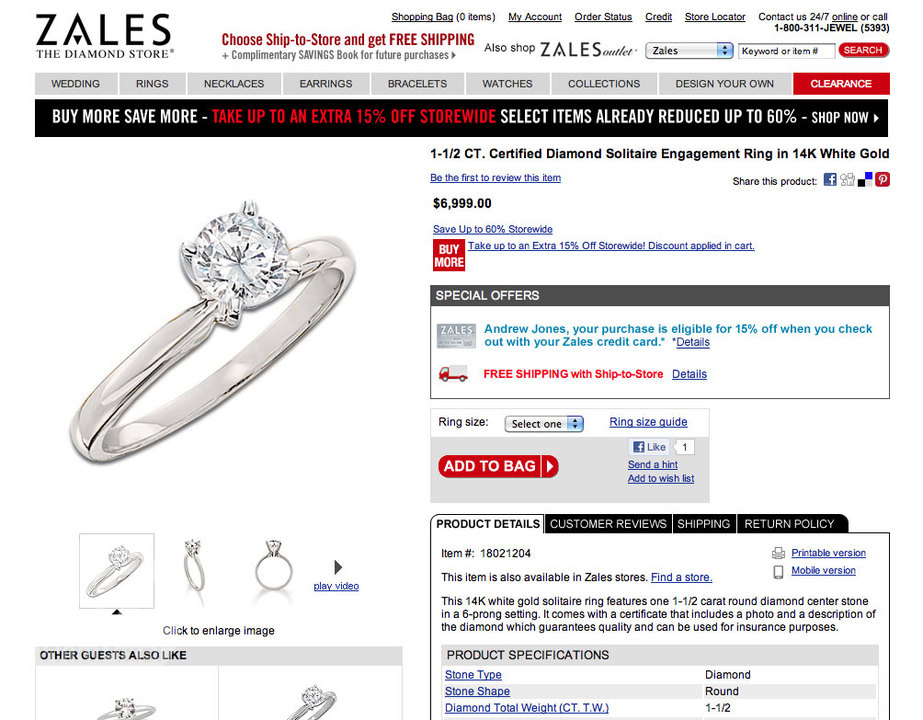 Shopping Bag (0 items) My Account Order Status Credit Store Locator Contact us 24/7 online or call
1-800-311-JEWEL (5393)
ZALES
THE DIAMOND STORE®
Choose Ship-to-Store and get FREE SHIPPING
+ Complimentary SAVINGS Book for future purchases
Also shop ZALES outlet
Zales
Keyword or item #
SEARCH
WEDDING RINGS NECKLACES EARRINGS BRACELETS WATCHES COLLECTIONS DESIGN YOUR OWN CLEARANCE
BUY MORE SAVE MORE - TAKE UP TO AN EXTRA 15% OFF STOREWIDE SELECT ITEMS ALREADY REDUCED UP TO 60% - SHOP NOW
1-1/2 CT. Certified Diamond Solitaire Engagement Ring in 14K White Gold
Be the first to review this item
Share this product:
$6,999.00
Save Up to 60% Storewide
BUY
MORE
Take up to an Extra 15% Off Storewide! Discount applied in cart.
SPECIAL OFFERS
ZALES
Andrew Jones, your purchase is eligible for 15% off when you check
out with your Zales credit card.* *Details
FREE SHIPPING with Ship-to-Store Details
Ring size: Select one Ring size guide
Like 1
ADD TO BAG
Send a hint
Add to wish list
play video
Click to enlarge image
OTHER GUESTS ALSO LIKE
PRODUCT DETAILS CUSTOMER REVIEWS SHIPPING RETURN POLICY
Item #: 18021204
Printable version
Mobile version
This item is also available in Zales stores. Find a store.
This 14K white gold solitaire ring features one 1-1/2 carat round diamond center stone
in a 6-prong setting. It comes with a certificate that includes a photo and a description of
the diamond which guarantees quality and can be used for insurance purposes.
PRODUCT SPECIFICATIONS
Stone Type Diamond
Stone Shape Round
Diamond Total Weight (CT. T.W.) 1-1/2